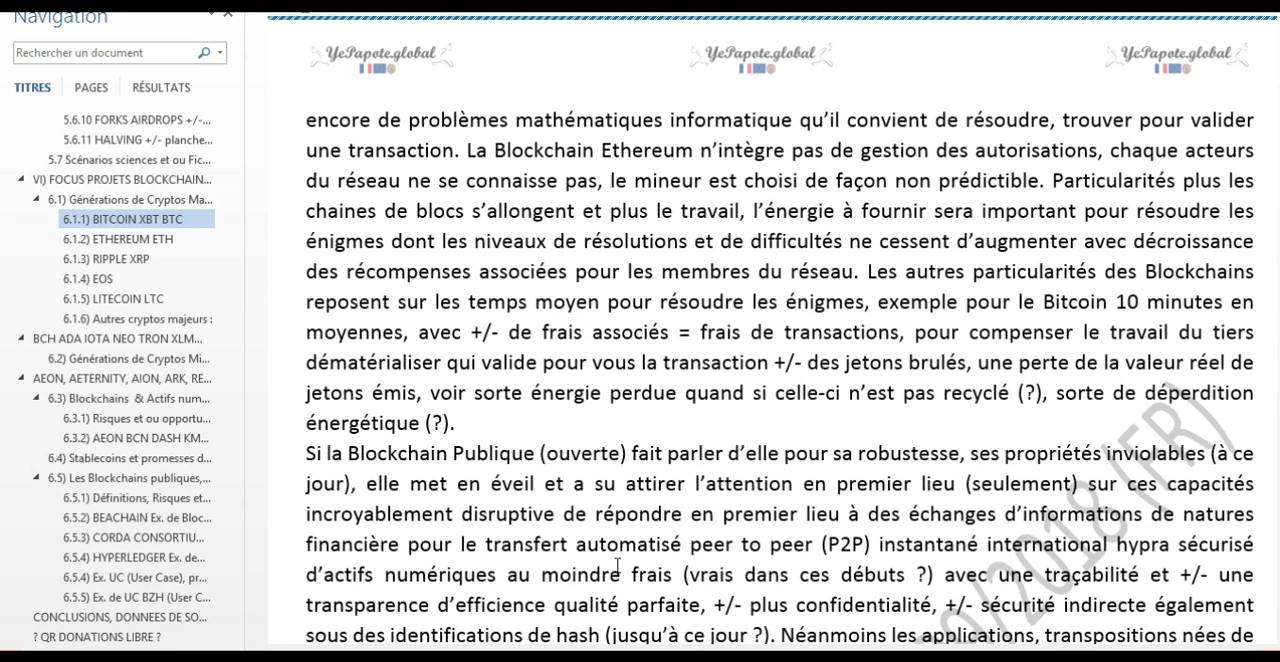 Navigation
Rechercher un document
TITRES PAGES RÉSULTATS
5.6.10 FORKS AIRDROPS +/-...
5.6.11 HALVING +/- planche...
5.7 Scénarios sciences et ou Fic...
VI) FOCUS PROJETS BLOCKCHAIN...
6.1) Générations de Cryptos Ma...
6.1.1) BITCOIN XBT BTC
6.1.2) ETHEREUM ETH
6.1.3) RIPPLE XRP
6.1.4) EOS
6.1.5) LITECOIN LTC
6.1.6) Autres cryptos majeurs :
BCH ADA IOTA NEO TRON XLM...
6.2) Générations de Cryptos Mi...
AEON, AETERNITY, AION, ARK, RE...
6.3) Blockchains & Actifs num...
6.3.1) Risques et ou opportu...
6.3.2) AEON BCN DASH KM...
6.4) Stablecoins et promesses d...
6.5) Les Blockchains publiques,...
6.5.1) Définitions, Risques et...
6.5.2) BEACHAIN Ex. de Bloc...
6.5.3) CORDA CONSORTIU...
6.5.4) HYPERLEDGER Ex. de...
6.5.4) Ex. UC (User Case), pr...
6.5.5) Ex. de UC BZH (User C...
CONCLUSIONS, DONNEES DE SO...
? QR DONATIONS LIBRE ?
YePapote.global YePapote.global YePapote.global
encore de problèmes mathématiques informatique qu'il convient de résoudre, trouver pour valider
une transaction. La Blockchain Ethereum n'intègre pas de gestion des autorisations, chaque acteurs
du réseau ne se connaisse pas, le mineur est choisi de façon non prédictible. Particularités plus les
chaines de blocs s'allongent et plus le travail, l'énergie à fournir sera important pour résoudre les
énigmes dont les niveaux de résolutions et de difficultés ne cessent d'augmenter avec décroissance
des récompenses associées pour les membres du réseau. Les autres particularités des Blockchains
reposent sur les temps moyen pour résoudre les énigmes, exemple pour le Bitcoin 10 minutes en
moyennes, avec +/- de frais associés = frais de transactions, pour compenser le travail du tiers
dématérialiser qui valide pour vous la transaction +/- des jetons brulés, une perte de la valeur réel de
jetons émis, voir sorte énergie perdue quand si celle-ci n'est pas recyclé (?), sorte de déperdition
énergétique (?).
Si la Blockchain Publique (ouverte) fait parler d'elle pour sa robustesse, ses propriétés inviolables (à ce
jour), elle met en éveil et a su attirer l'attention en premier lieu (seulement) sur ces capacités
incroyablement disruptive de répondre en premier lieu à des échanges d'informations de natures
financière pour le transfert automatisé peer to peer (P2P) instantané international hypra sécurisé
d'actifs numériques au moindre frais (vrais dans ces débuts ?) avec une traçabilité et +/- une
transparence d'efficience qualité parfaite, +/- plus confidentialité, +/- sécurité indirecte également
sous des identifications de hash (jusqu'à ce jour ?). Néanmoins les applications, transpositions nées de
/2018 (FR)